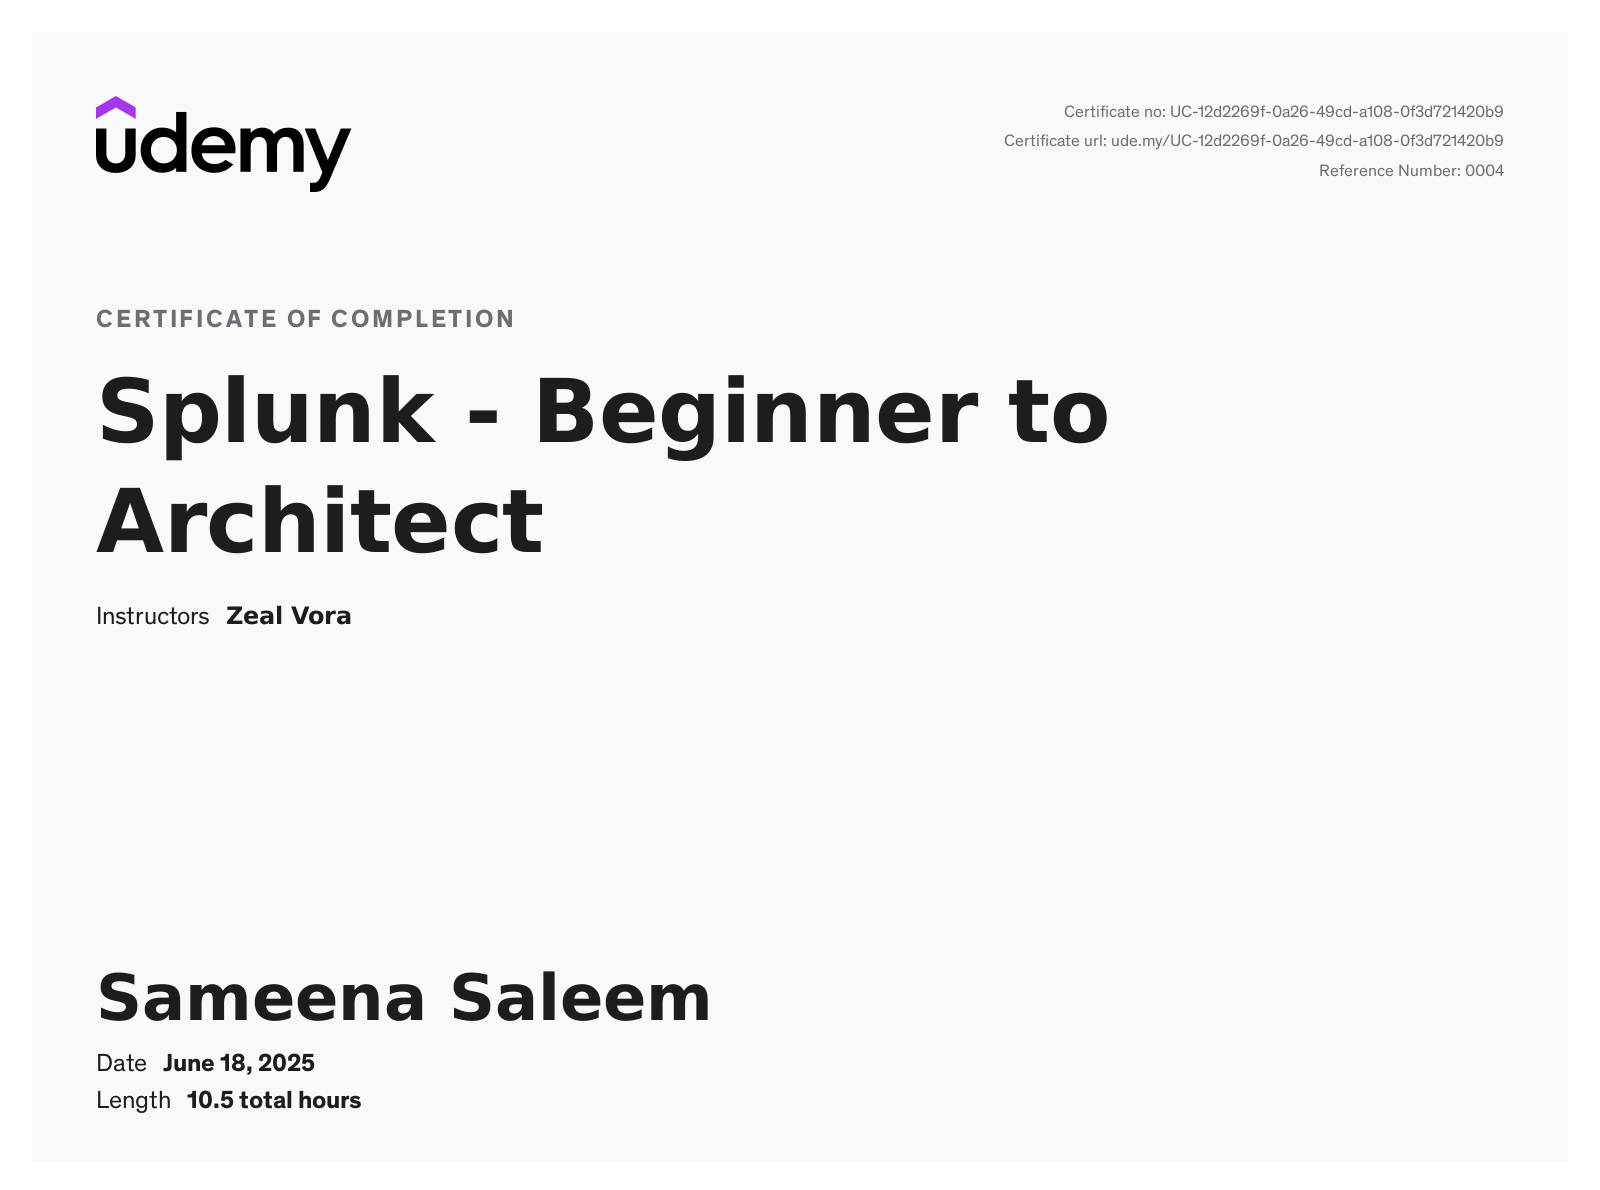 udemy
Certificate no: UC-12d2269f-0a26-49cd-a108-0f3d721420b9
Certificate url: ude.my/UC-12d2269f-0a26-49cd-a108-0f3d721420b9
Reference Number: 0004
CERTIFICATE OF COMPLETION
Splunk - Beginner to
Architect
Instructors Zeal Vora
Sameena Saleem
Date June 18, 2025
Length 10.5 total hours